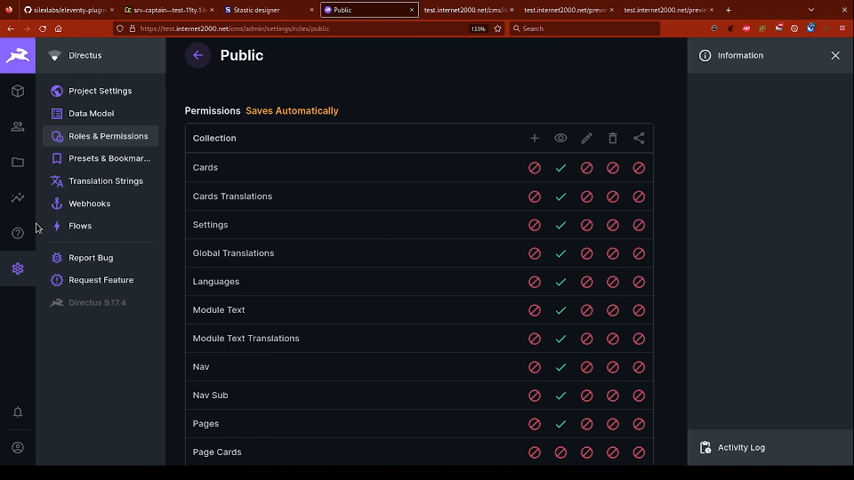 silexlabs/eleventy-plugin
srv-captain--test-11ty.1
Stastic designer
Public
test.internet2000.net/cms/
test.internet2000.net/previe
test.internet2000.net/previe
https://test.internet2000.net/cms/admin/settings/roles/public
133%
Search
Directus
Public
Information
Project Settings
Data Model
Roles & Permissions
Presets & Bookmar...
Translation Strings
Webhooks
Flows
Report Bug
Request Feature
Directus 9.17.4
Permissions Saves Automatically
Collection
Cards
Cards Translations
Settings
Global Translations
Languages
Module Text
Module Text Translations
Nav
Nav Sub
Pages
Page Cards
Activity Log